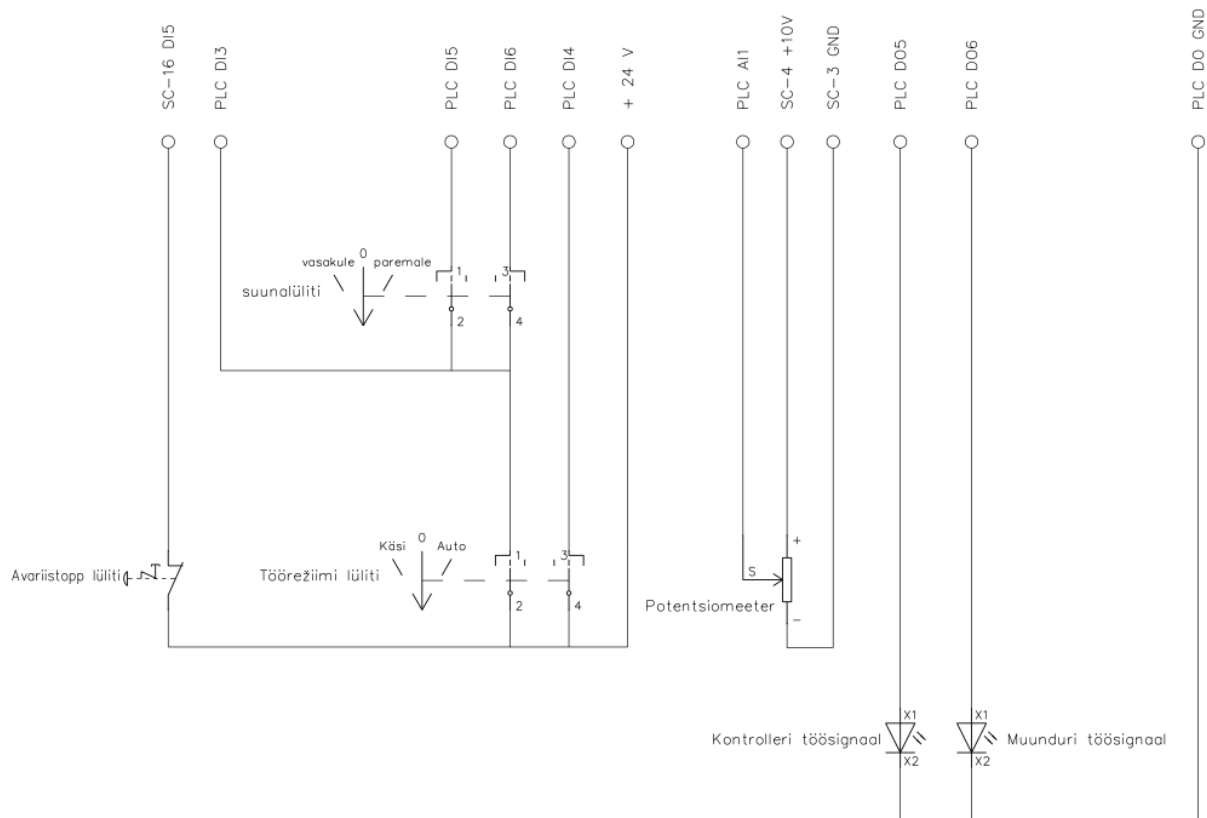 SC-16 DI5
PLC DI3
PLC DI5
PLC DI6
PLC DI4
+ 24 V
PLC AI1
SC-4 +10V
SC-3 GND
PLC DO5
PLC DO6
PLC DO GND
0
vasakule paremale
1 3
suunalüliti
2 4
0
Käsi Auto
1 3
Avariistopp lüliti
Töörežiimi lüliti
2 4
+
S
Potentsiomeeter
-
X1 X1
Kontrolleri töösignaal
Muunduri töösignaal
X2 X2